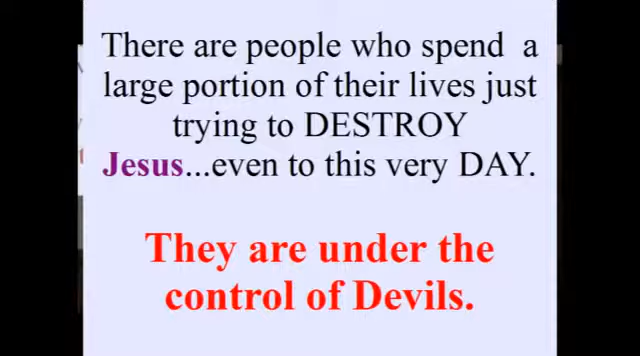 There are people who spend a
large portion of their lives just
trying to DESTROY
Jesus...even to this very DAY.
They are under the
control of Devils.